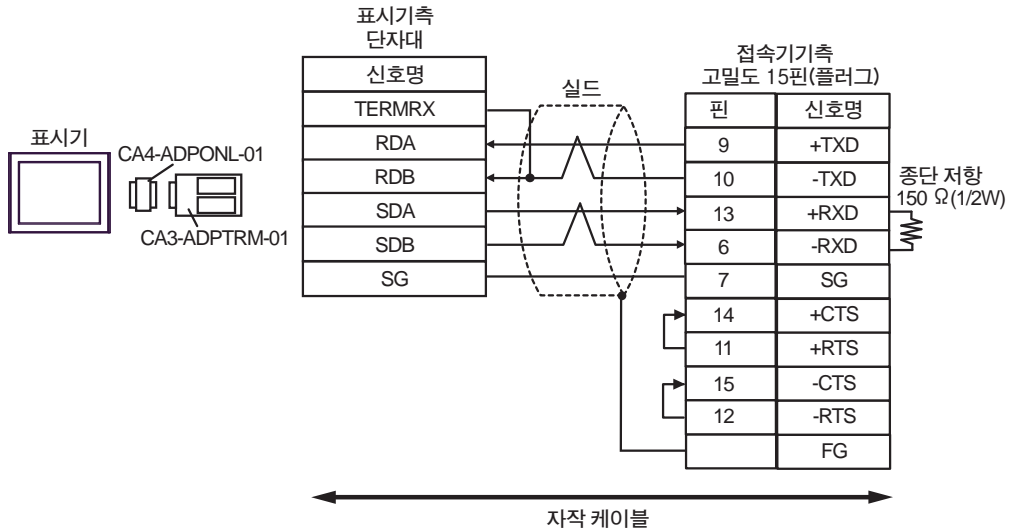 표시기측
단자대
접속기기측
고밀도 15핀(플러그)
신호명
실드
핀 신호명
TERMRX
표시기
CA4-ADPONL-01
RDA
9 +TXD
RDB
10 -TXD
종단 저항
150 Ω(1/2W)
SDA
13 +RXD
CA3-ADPTRM-01
SDB
6 -RXD
SG
7 SG
14 +CTS
11 +RTS
15 -CTS
12 -RTS
FG
자작 케이블